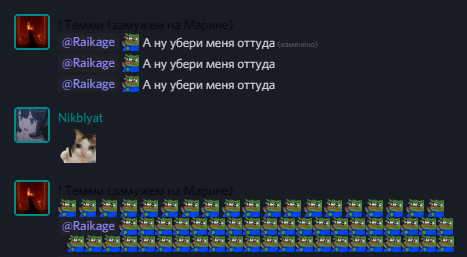 ! Темми (замужем на Марине)
@Raikage А ну убери меня оттуда (изменено)
@Raikage А ну убери меня оттуда
@Raikage А ну убери меня оттуда
Nikblyat
! Темми (замужем на Марине)
@Raikage